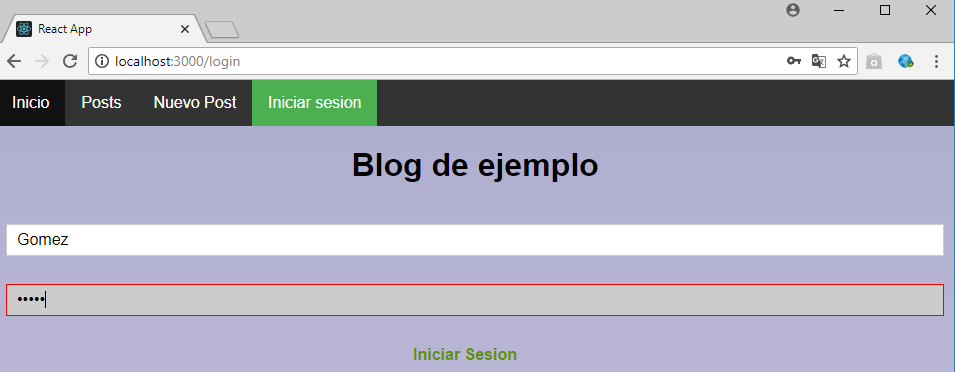 React App
localhost:3000/login
Inicio Posts Nuevo Post Iniciar sesion
Blog de ejemplo
Gomez
•••••
Iniciar Sesion